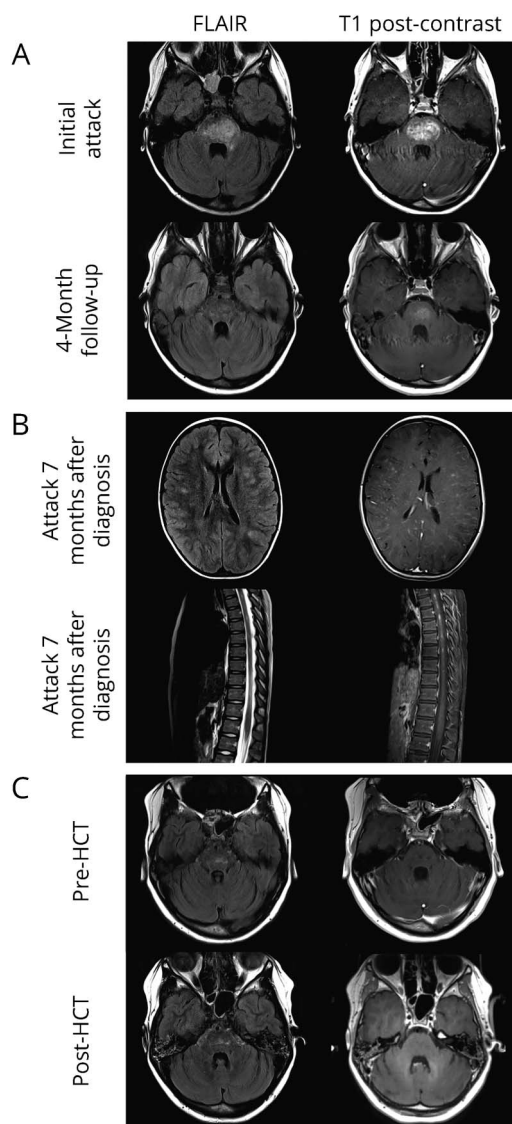 FLAIR
T1 post-contrast
A
Initial
attack
4-Month
follow-up
B
Attack 7
months after
diagnosis
Attack 7
months after
diagnosis
C
Pre-HCT
Post-HCT